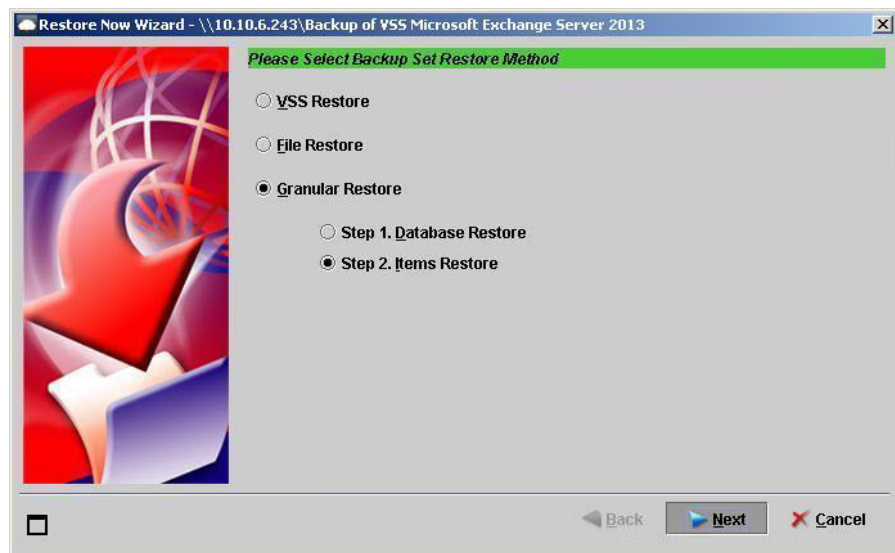 Restore Now Wizard - \\10.10.6.243\Backup of VSS Microsoft Exchange Server 2013
Please Select Backup Set Restore Method
VSS Restore
File Restore
Granular Restore
Step 1. Database Restore
Step 2. Items Restore
Back
Next
Cancel